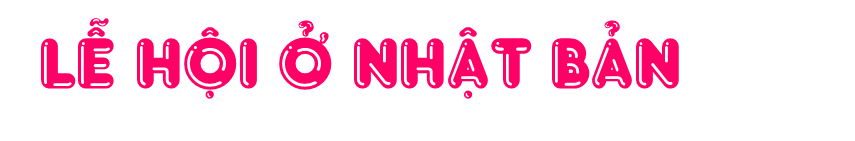 LỄ HỘI Ở NHẬT BẢN